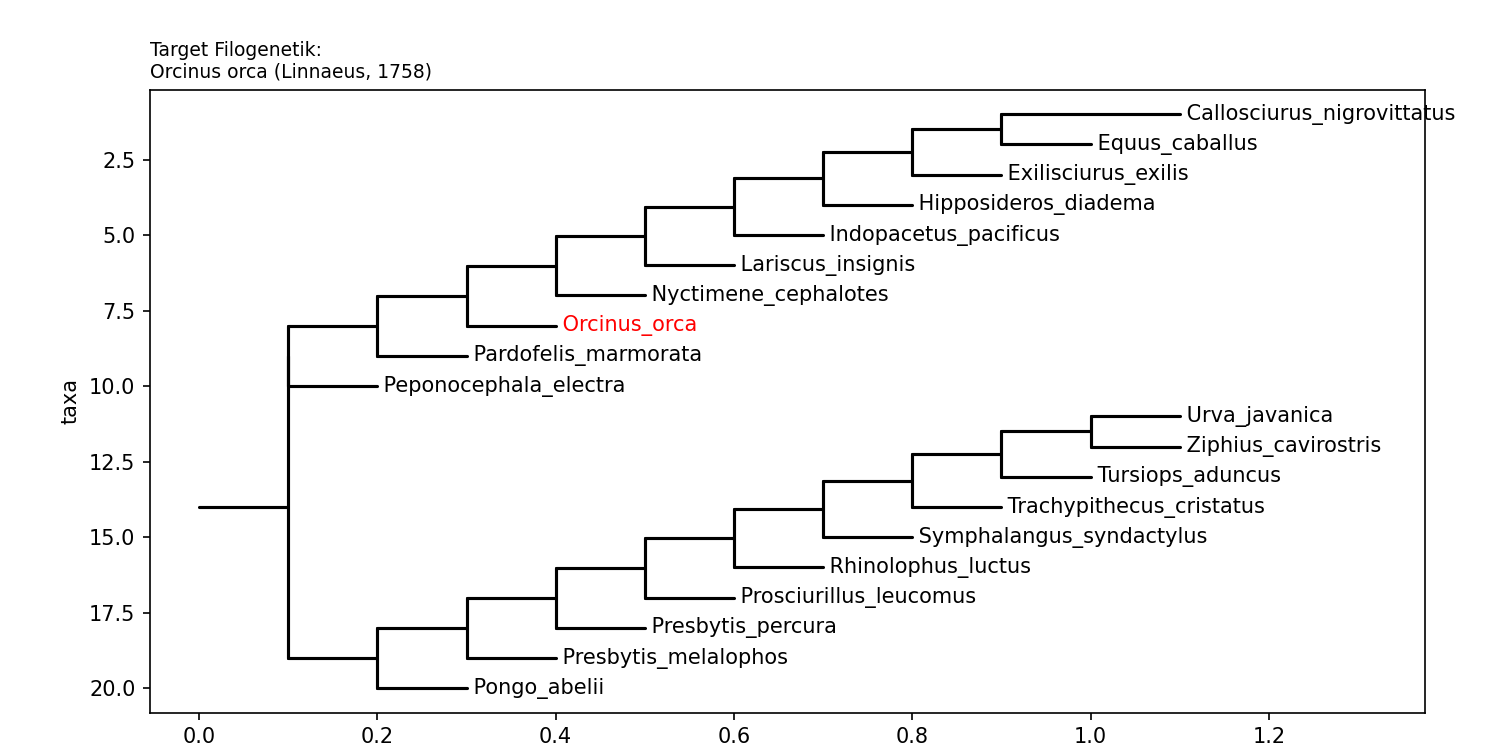 Target Filogenetik:
Orcinus orca (Linnaeus, 1758)
Callosciurus_nigrovittatus
Equus_caballus
2.5
Exilisciurus_exilis
Hipposideros_diadema
5.0
Indopacetus_pacificus
Lariscus_insignis
Nyctimene_cephalotes
7.5
Orcinus_orca
Pardofelis_marmorata
10.0
Peponocephala_electra
taxa
Urva_javanica
Ziphius_cavirostris
12.5
Tursiops_aduncus
Trachypithecus_cristatus
15.0
Symphalangus_syndactylus
Rhinolophus_luctus
Prosciurillus_leucomus
17.5
Presbytis_percura
Presbytis_melalophos
20.0
Pongo_abelii
0.0 0.2 0.4 0.6 0.8 1.0 1.2